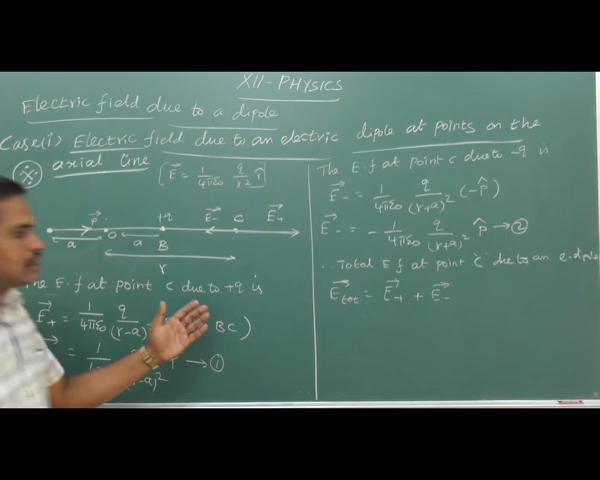 XII - PHYSICS
Electric field due to a dipole
Case(i) Electric field due to an electric dipole at points on the
axial line
[E⃗ = 1/4πε₀ q/r² r̂]
p⃗ +q E⃗₋ C E⃗₊
a O a B
r
The E.f at point C due to +q is
E⃗₊ = 1/4πε₀ q/(r-a) BC)
= 1 → ①
The E.f at point C due to -q is
E⃗₋ = 1/4πε₀ q/(r+a)² (-p̂)
E⃗₋ = - 1/4πε₀ q/(r+a)² p̂ → ②
∴ Total E.f at point 'C' due to an e.dipole
E⃗tot = E⃗₊ + E⃗₋